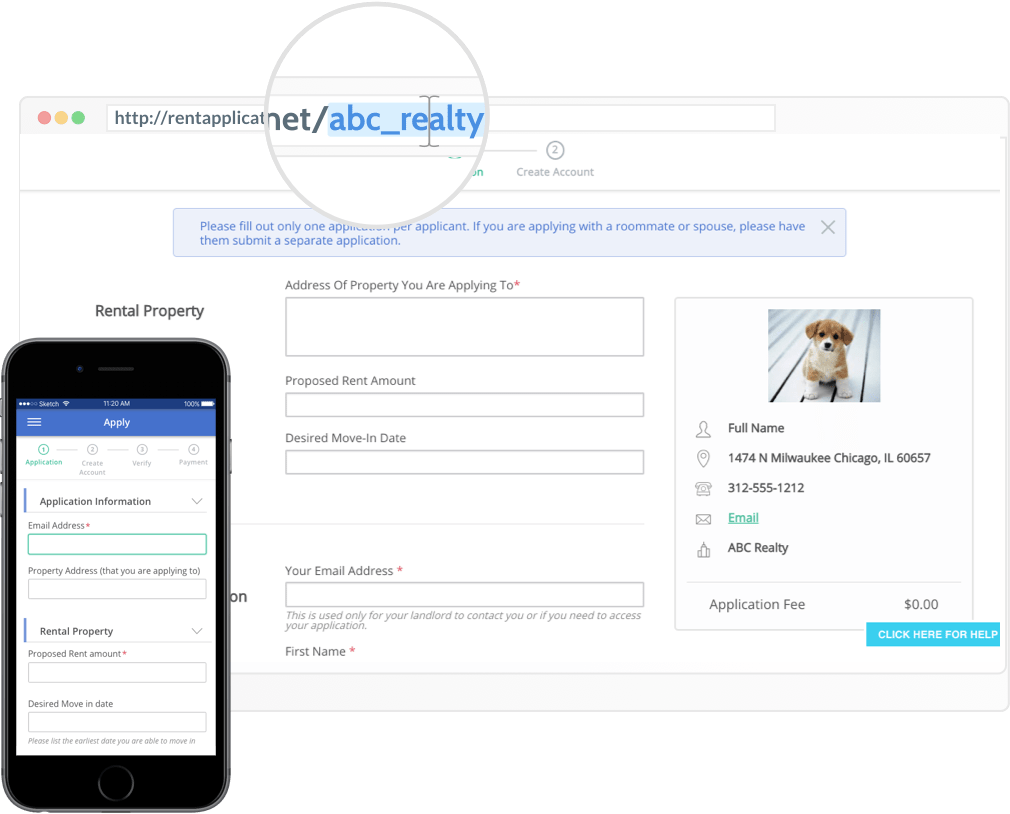 http://rentapplicat
net/abc_realty
on
2
Create Account
Please fill out only one application per applicant. If you are applying with a roommate or spouse, please have
them submit a separate application.
Rental Property
Address Of Property You Are Applying To*
Proposed Rent Amount
Desired Move-In Date
on
Your Email Address *
This is used only for your landlord to contact you or if you need to access
your application.
First Name *
Full Name
1474 N Milwaukee Chicago, IL 60657
312-555-1212
Email
ABC Realty
Application Fee $0.00
CLICK HERE FOR HELP
Sketch 11:20 AM 100%
Apply
1 2 3 4
Application Create Verify Payment
Account
Application Information
Email Address*
Property Address (that you are applying to)
Rental Property
Proposed Rent amount*
Desired Move in date
Please list the earliest date you are able to move in